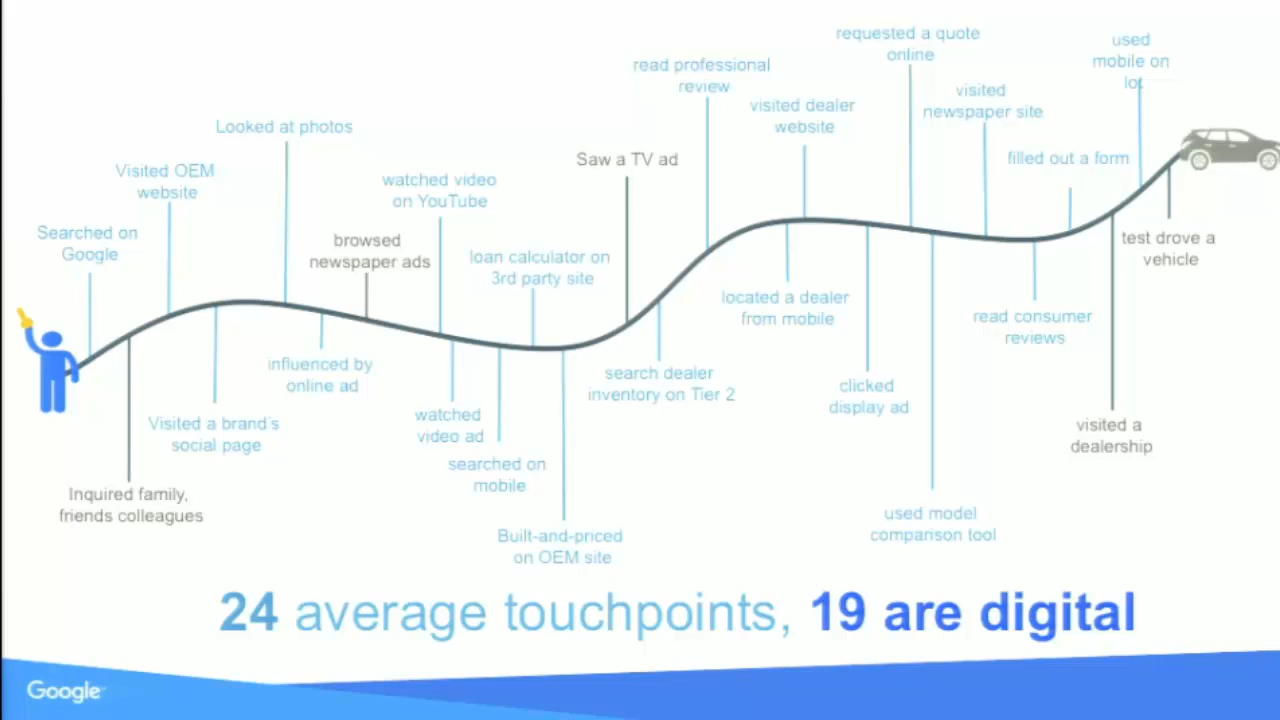 requested a quote
online
used
mobile on
lot
read professional
review
visited
newspaper site
visited dealer
website
Looked at photos
Saw a TV ad
filled out a form
Visited OEM
website
watched video
on YouTube
Searched on
Google
browsed
newspaper ads
loan calculator on
3rd party site
test drove a
vehicle
located a dealer
from mobile
read consumer
reviews
influenced by
online ad
search dealer
inventory on Tier 2
clicked
display ad
Visited a brand's
social page
watched
video ad
visited a
dealership
searched on
mobile
Inquired family,
friends colleagues
used model
comparison tool
Built-and-priced
on OEM site
24 average touchpoints, 19 are digital
Google